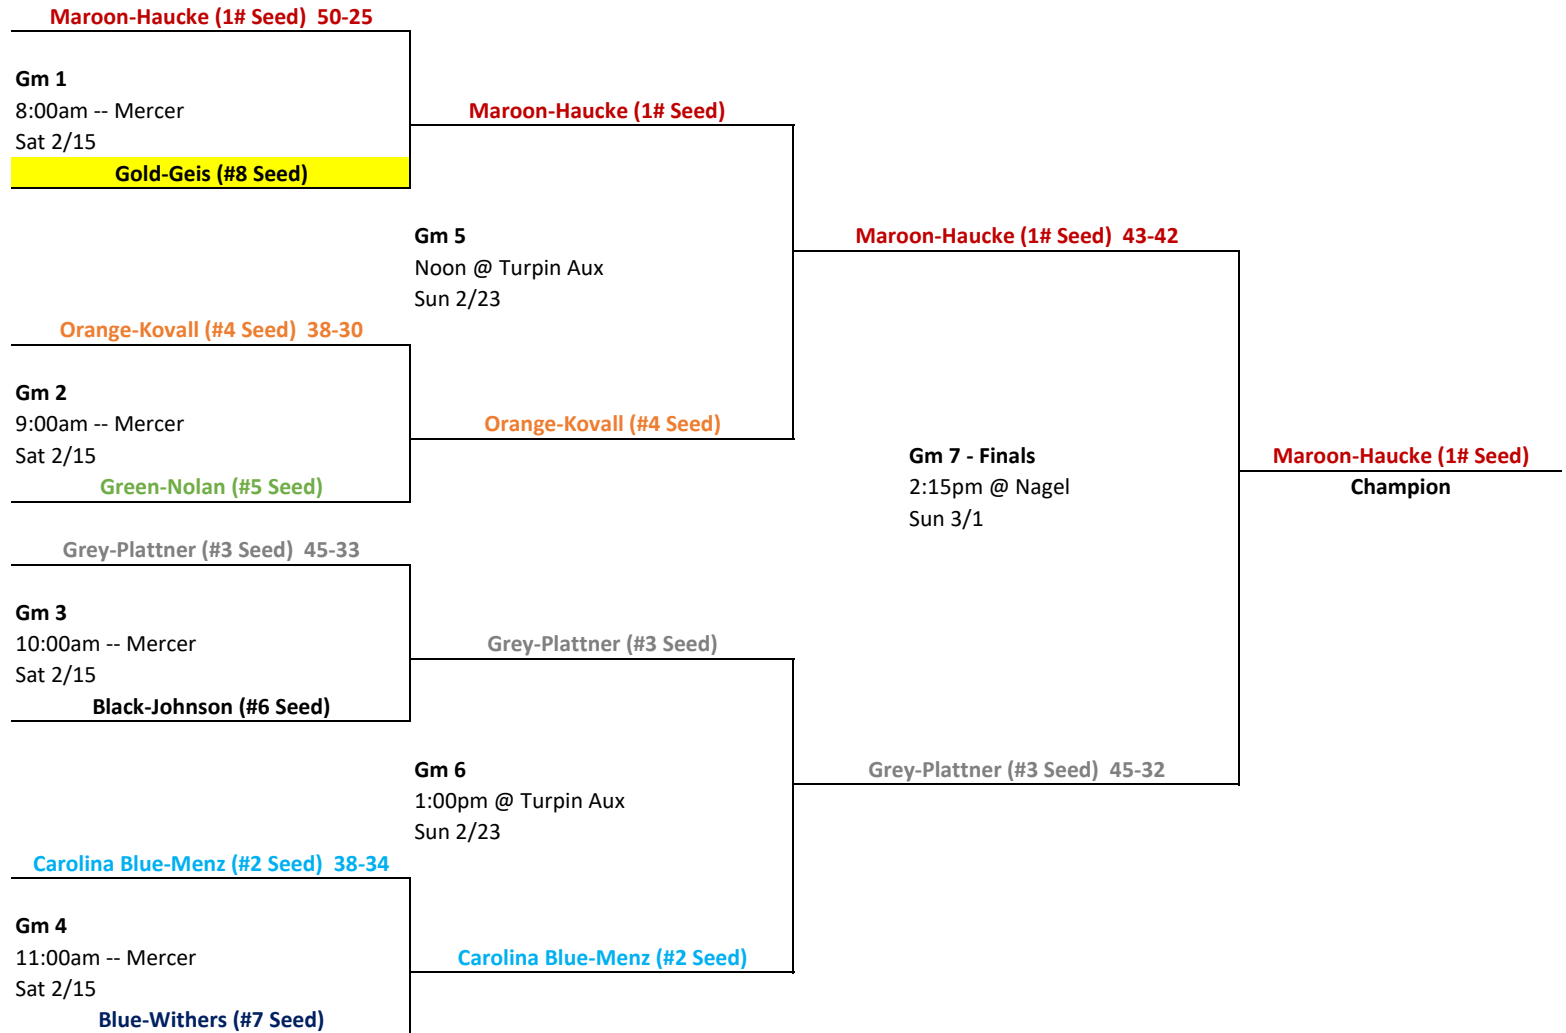 Maroon-Haucke (1# Seed)  50-25
Gm 1
8:00am -- Mercer
Sat 2/15
Gold-Geis (#8 Seed)
Maroon-Haucke (1# Seed)
Gm 5
Noon @ Turpin Aux
Sun 2/23
Maroon-Haucke (1# Seed)  43-42
Orange-Kovall (#4 Seed)  38-30
Gm 2
9:00am -- Mercer
Sat 2/15
Green-Nolan (#5 Seed)
Orange-Kovall (#4 Seed)
Gm 7 - Finals
2:15pm @ Nagel
Sun 3/1
Maroon-Haucke (1# Seed)
Champion
Grey-Plattner (#3 Seed)  45-33
Gm 3
10:00am -- Mercer
Sat 2/15
Black-Johnson (#6 Seed)
Grey-Plattner (#3 Seed)
Gm 6
1:00pm @ Turpin Aux
Sun 2/23
Grey-Plattner (#3 Seed)  45-32
Carolina Blue-Menz (#2 Seed)  38-34
Gm 4
11:00am -- Mercer
Sat 2/15
Blue-Withers (#7 Seed)
Carolina Blue-Menz (#2 Seed)